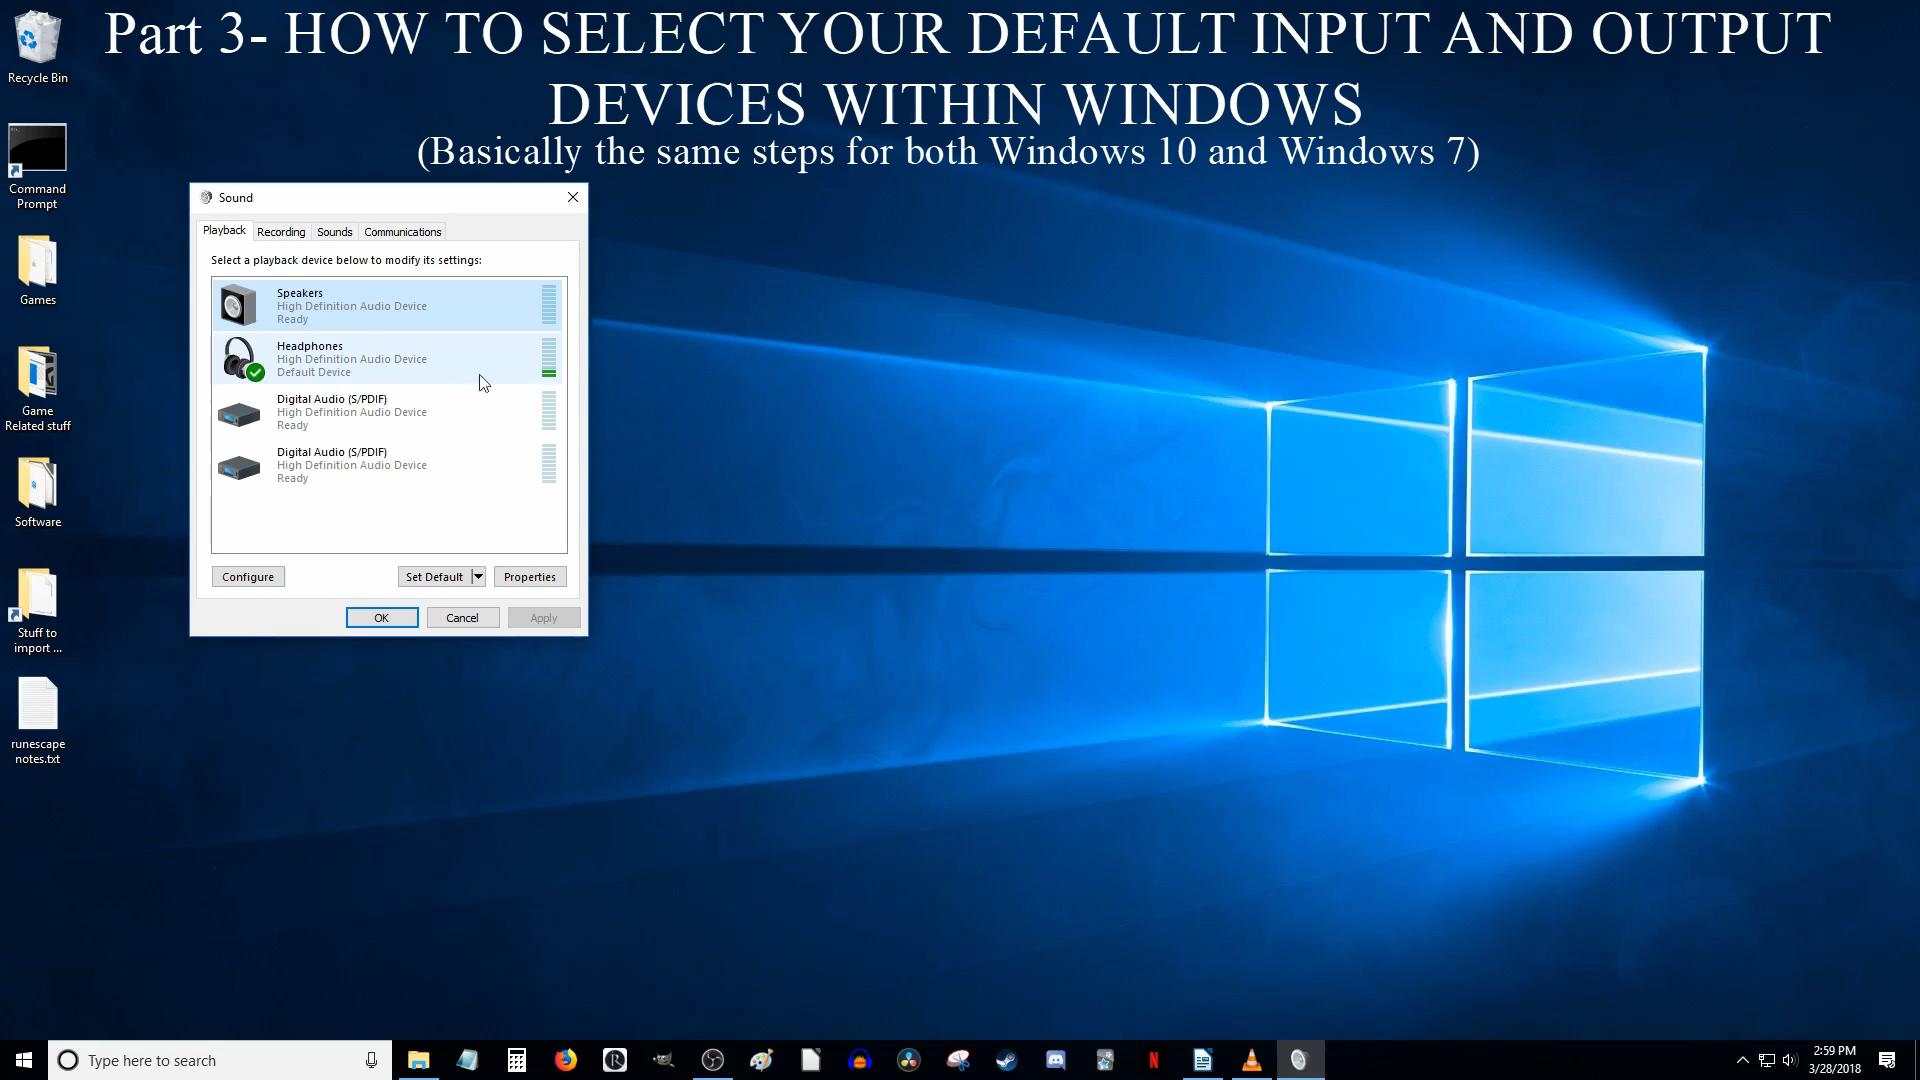 Part 3- HOW TO SELECT YOUR DEFAULT INPUT AND OUTPUT
DEVICES WITHIN WINDOWS
(Basically the same steps for both Windows 10 and Windows 7)
Recycle Bin
Command
Prompt
Games
Game
Related stuff
Software
Stuff to
import ...
runescape
notes.txt
Sound
Playback
Recording
Sounds
Communications
Select a playback device below to modify its settings:
Speakers
High Definition Audio Device
Ready
Headphones
High Definition Audio Device
Default Device
Digital Audio (S/PDIF)
High Definition Audio Device
Ready
Digital Audio (S/PDIF)
High Definition Audio Device
Ready
Configure
Set Default
Properties
OK
Cancel
Apply
Type here to search
2:59 PM
3/28/2018